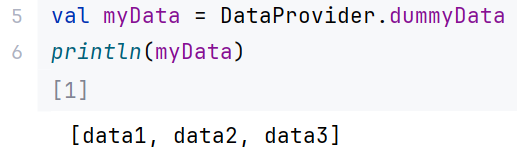 5 val myData = DataProvider.dummyData
6 println(myData)
[1]
[data1, data2, data3]